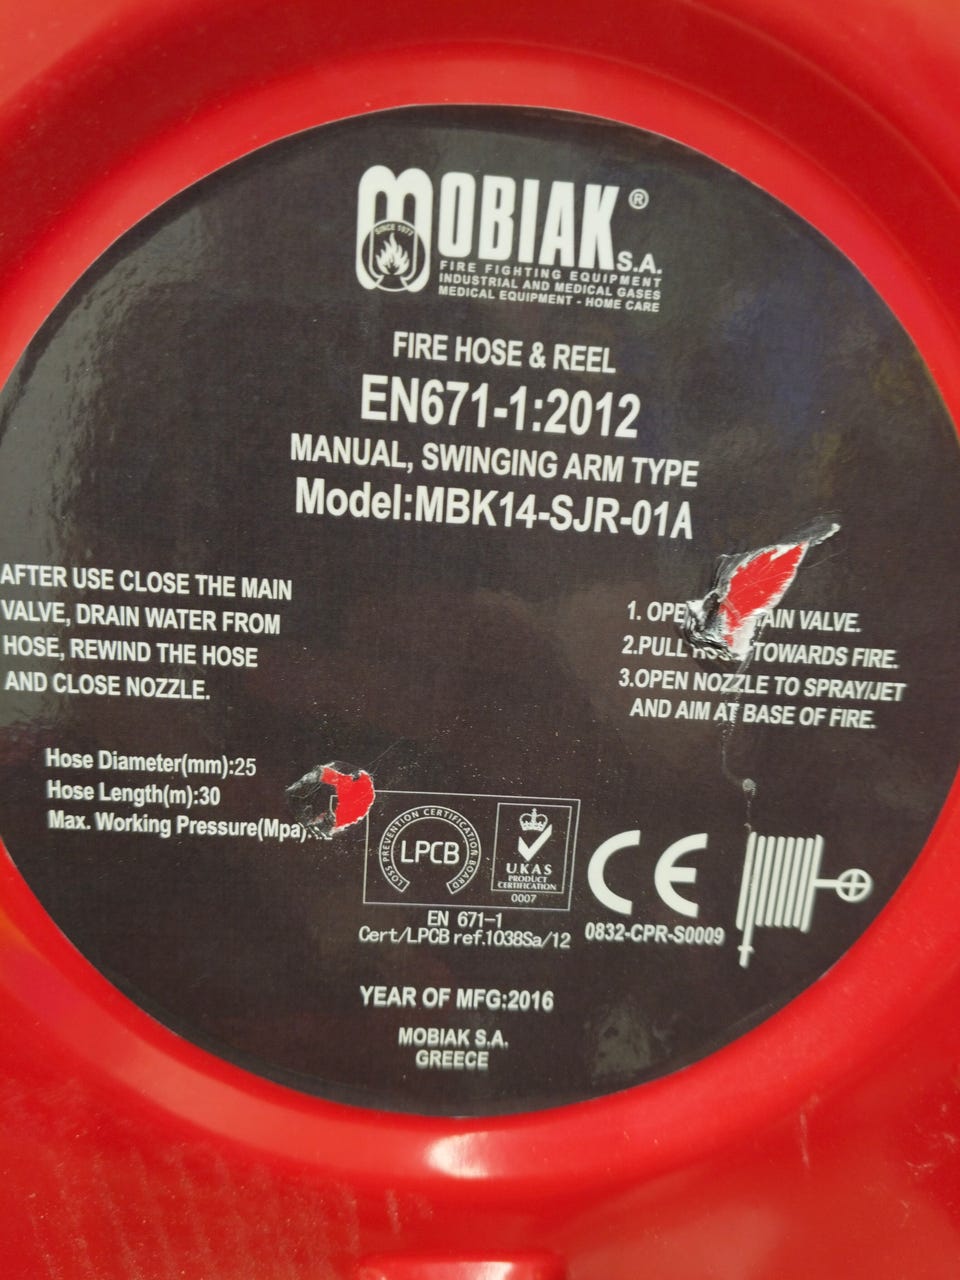 MOBIAK® S.A.
SINCE 1977
FIRE FIGHTING EQUIPMENT
INDUSTRIAL AND MEDICAL GASES
MEDICAL EQUIPMENT - HOME CARE
FIRE HOSE & REEL
EN671-1:2012
MANUAL, SWINGING ARM TYPE
Model:MBK14-SJR-01A
AFTER USE CLOSE THE MAIN
VALVE, DRAIN WATER FROM
HOSE, REWIND THE HOSE
AND CLOSE NOZZLE.
1. VALVE.
2.PULL TOWARDS FIRE.
3.OPEN NOZZLE TO SPRAY/JET
AND AIM AT BASE OF FIRE.
Hose Diameter(mm):25
Hose Length(m):30
Max. Working Pressure(Mpa)
LOSS PREVENTION CERTIFICATION BOARD
LPCB
UKAS
PRODUCT
CERTIFICATION
0007
EN 671-1
Cert/LPCB ref.1038Sa/12
CE
0832-CPR-S0009
YEAR OF MFG:2016
MOBIAK S.A.
GREECE